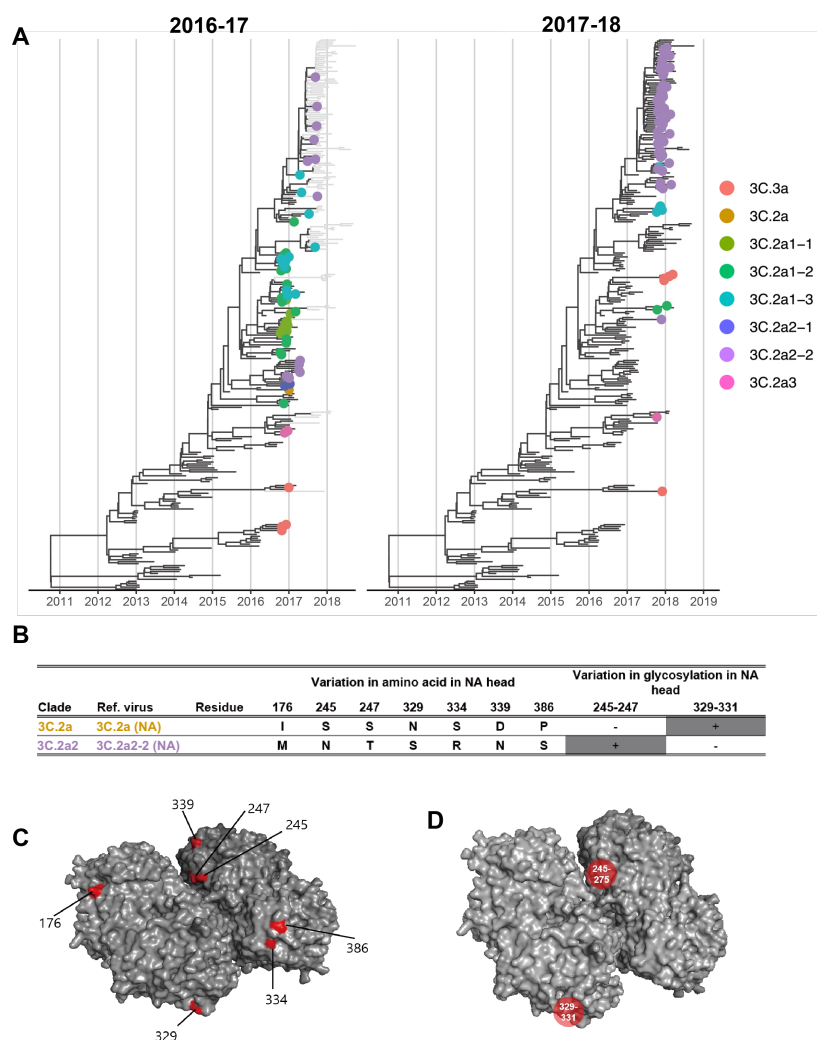 2016-17 2017-18
A
3C.3a
3C.2a
3C.2a1−1
3C.2a1−2
3C.2a1−3
3C.2a2−1
3C.2a2−2
3C.2a3
2011 2012 2013 2014 2015 2016 2017 2018 2011 2012 2013 2014 2015 2016 2017 2018 2019
B
Variation in amino acid in NA head Variation in glycosylation in NA head
Clade Ref. virus Residue 176 245 247 329 334 339 386 245-247 329-331
3C.2a 3C.2a (NA) I S S N S D P - +
3C.2a2 3C.2a2-2 (NA) M N T S R N S + -
C
339
247
245
176
386
334
329
D
245-
275
329-
331